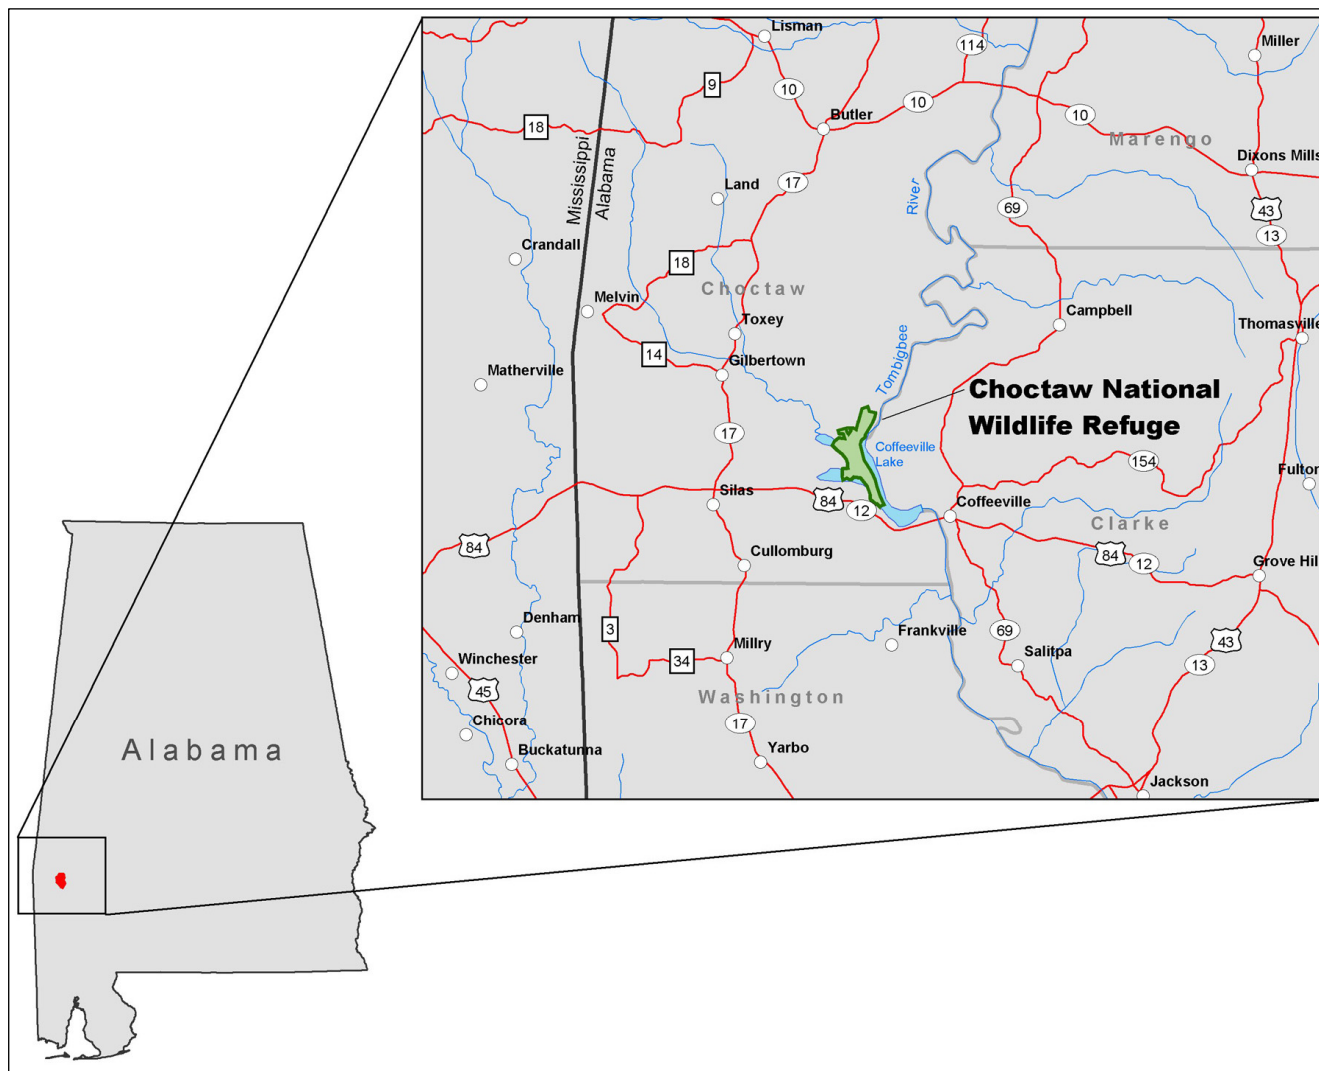 Lisman
114
Miller
9
10
10
Butler
10
18
Marengo
Mississippi
Alabama
Dixons Mills
Land
17
River
69
43
13
Crandall
18
Choctaw
Melvin
Toxey
Campbell
Thomasville
14
Gilbertown
Tombigbee
Matherville
Choctaw National
Wildlife Refuge
17
Coffeeville
Lake
154
Fulton
Silas
84
12
Coffeeville
Clarke
84
Cullomburg
84
12
Grove Hill
Denham
3
Frankville
69
43
Millry
Salitpa
Winchester
34
13
45
Washington
Chicora
17
Buckatunna
Yarbo
Jackson
Alabama